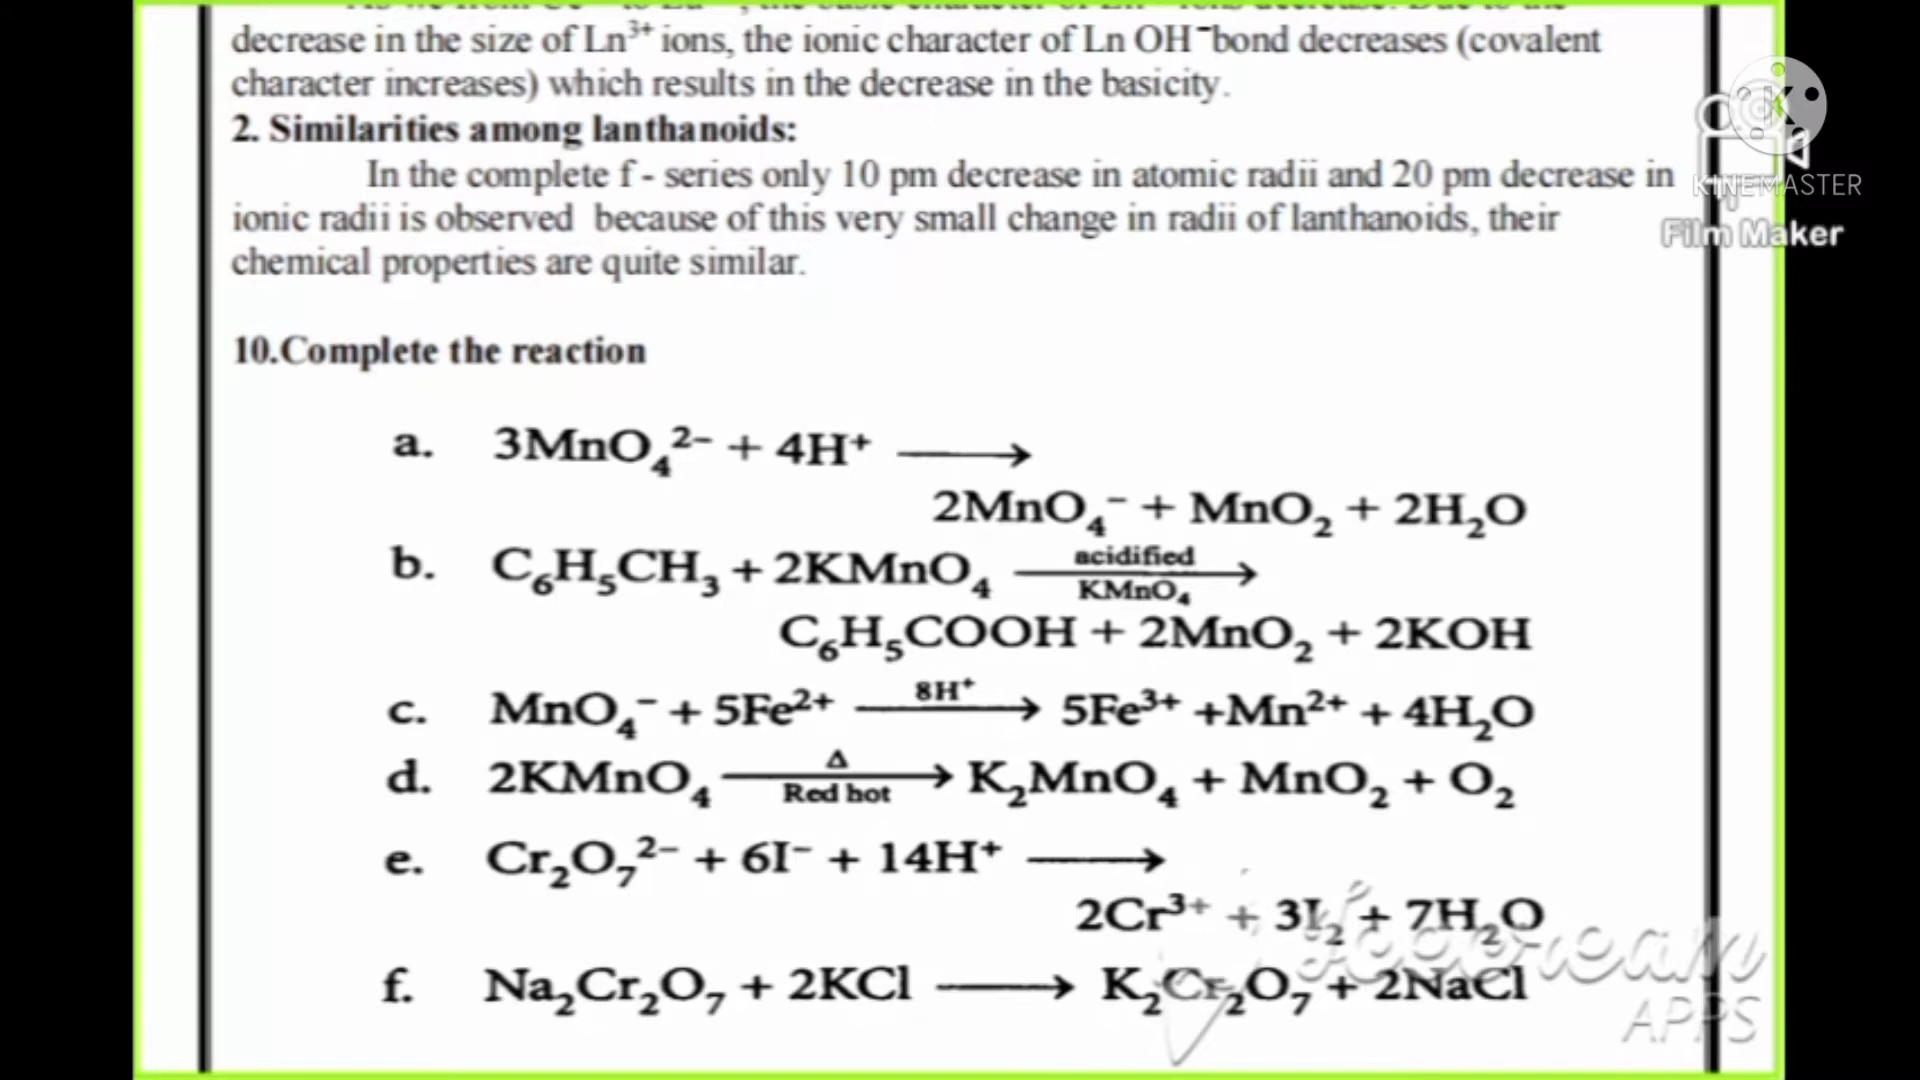 decrease in the size of Ln³⁺ ions, the ionic character of Ln OH⁻ bond decreases (covalent
character increases) which results in the decrease in the basicity.
2. Similarities among lanthanoids:
In the complete f - series only 10 pm decrease in atomic radii and 20 pm decrease in
ionic radii is observed because of this very small change in radii of lanthanoids, their
chemical properties are quite similar.
KINEMASTER
Film Maker
10.Complete the reaction
a. 3MnO₄²⁻ + 4H⁺ ⟶
2MnO₄⁻ + MnO₂ + 2H₂O
b. C₆H₅CH₃ + 2KMnO₄ acidified ⟶ KMnO₄
C₆H₅COOH + 2MnO₂ + 2KOH
c. MnO₄⁻ + 5Fe²⁺ 8H⁺ ⟶ 5Fe³⁺ +Mn²⁺ + 4H₂O
d. 2KMnO₄ Δ ⟶ Red hot K₂MnO₄ + MnO₂ + O₂
e. Cr₂O₇²⁻ + 6I⁻ + 14H⁺ ⟶
2Cr³⁺ + 3I₂ + 7H₂O
f. Na₂Cr₂O₇ + 2KCl ⟶ K₂Cr₂O₇ + 2NaCl
APPS